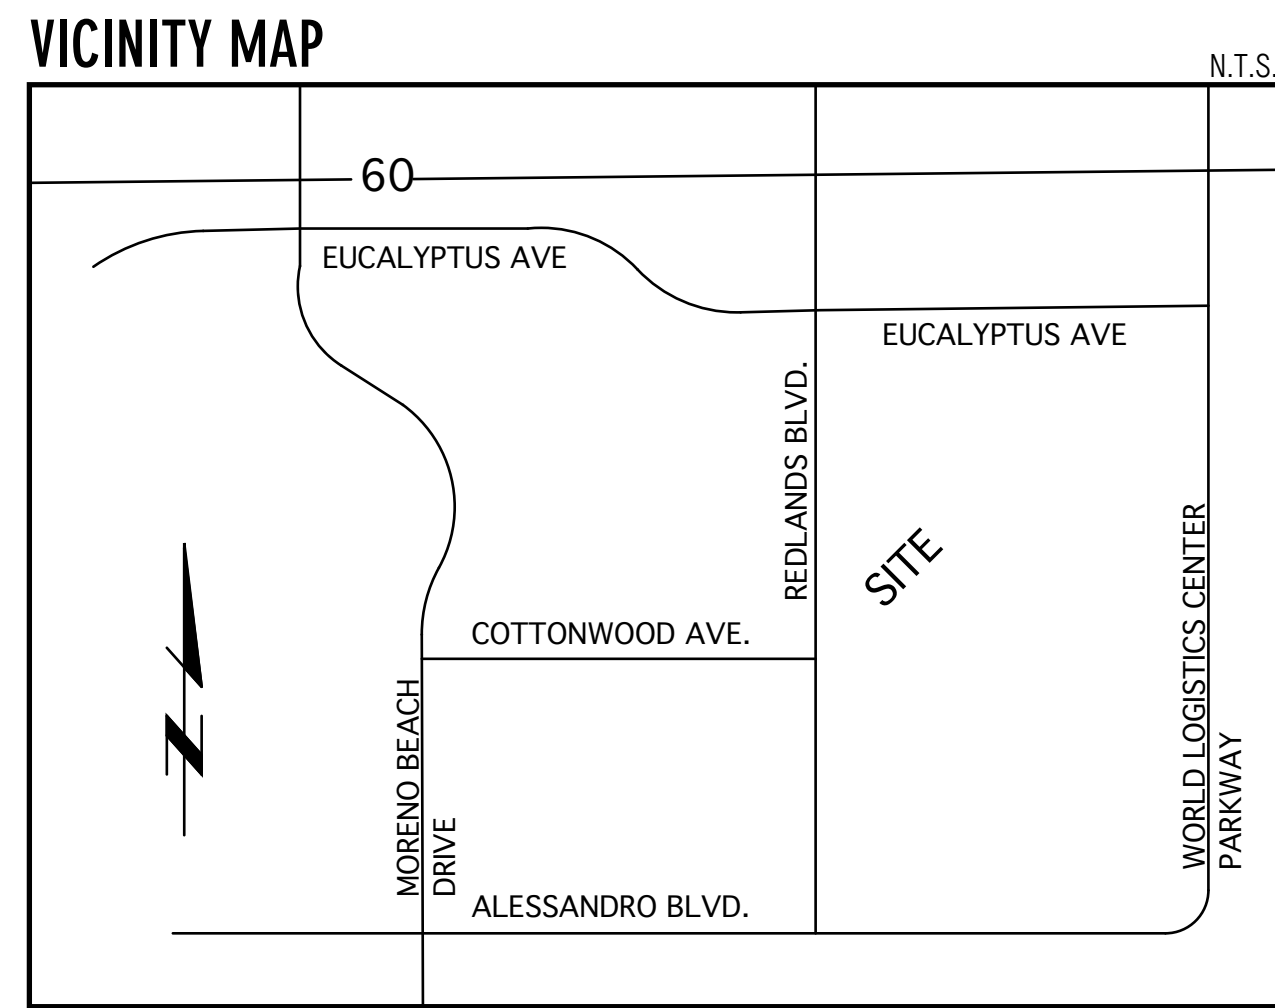 VICINITY MAP
N.T.S.
60
EUCALYPTUS AVE
EUCALYPTUS AVE
REDLANDS BLVD.
SITE
WORLD LOGISTICS CENTER
PARKWAY
COTTONWOOD AVE.
MORENO BEACH
DRIVE
N
ALESSANDRO BLVD.